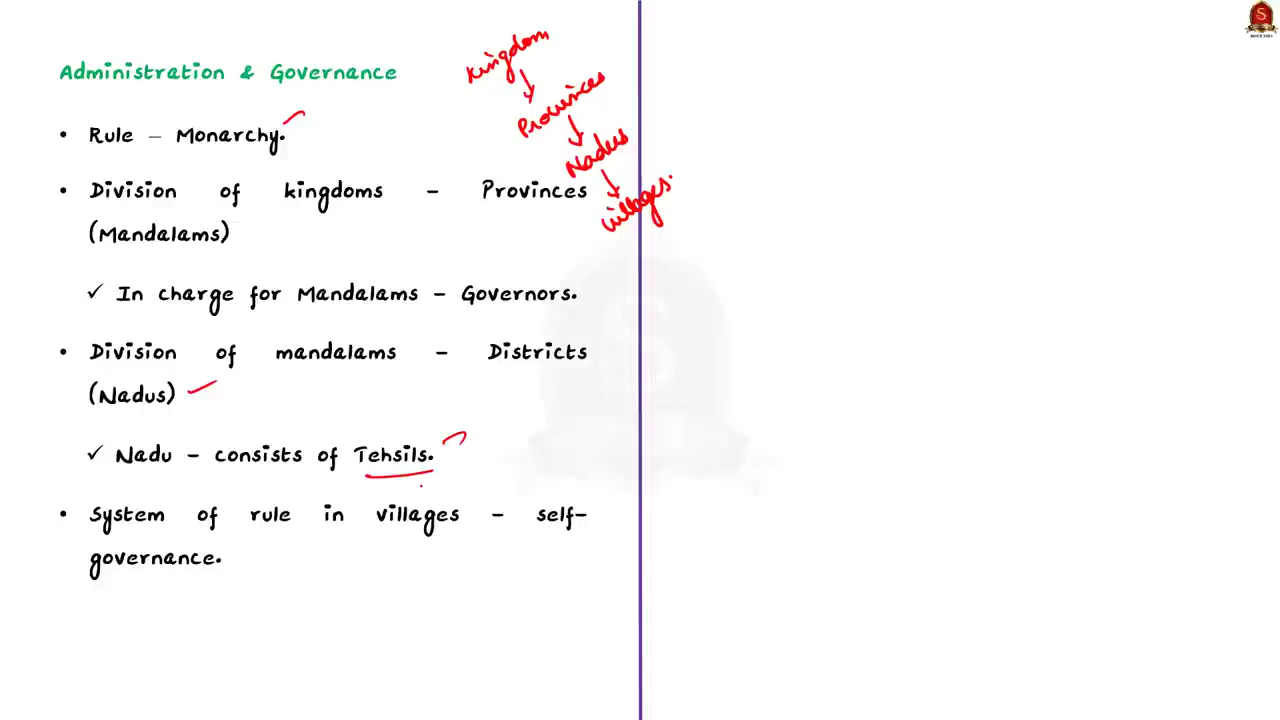 Administration & Governance
• Rule – Monarchy.
• Division of kingdoms – Provinces
(Mandalams)
✓ In charge for Mandalams – Governors.
• Division of mandalams – Districts
(Nadus)
✓ Nadu – consists of Tehsils.
• System of rule in villages – self-
governance.
Kingdom
Provinces
Nadus
villages.
S